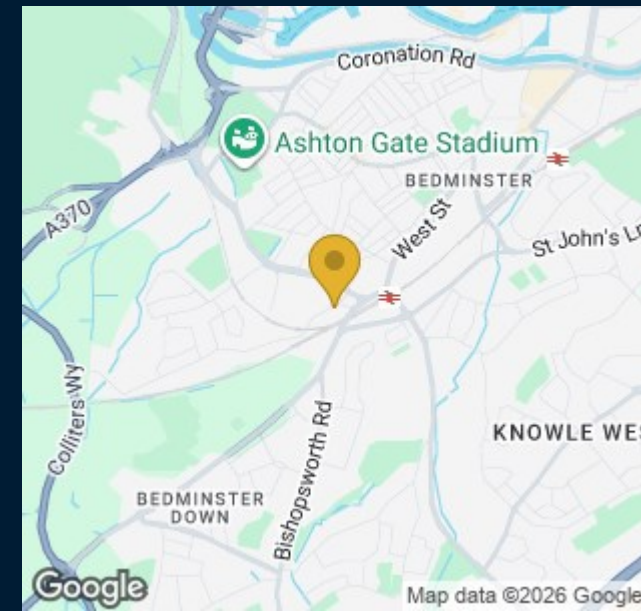 Coronation Rd
Ashton Gate Stadium
BEDMINSTER
A370
West St
St John's Ln
Colliters Wy
KNOWLE WES
Bishopsworth Rd
BEDMINSTER
DOWN
Google
Map data ©2026 Google